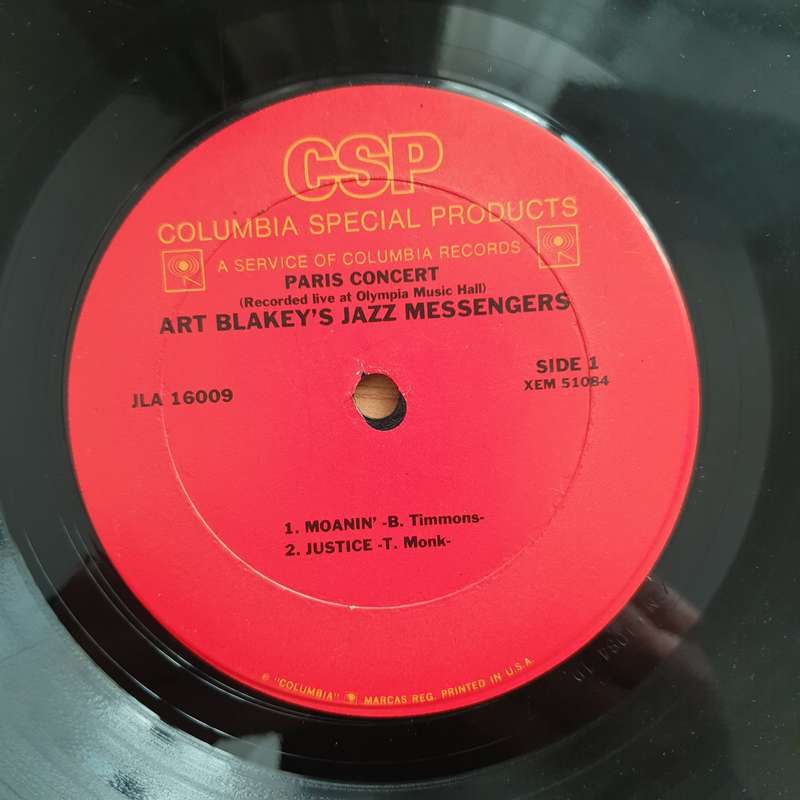 CSP
COLUMBIA SPECIAL PRODUCTS
A SERVICE OF COLUMBIA RECORDS
PARIS CONCERT
(Recorded live at Olympia Music Hall)
ART BLAKEY'S JAZZ MESSENGERS
JLA 16009
SIDE 1
XEM 51084
1. MOANIN' -B. Timmons-
2. JUSTICE -T. Monk-
"COLUMBIA" MARCAS REG. PRINTED IN U.S.A.